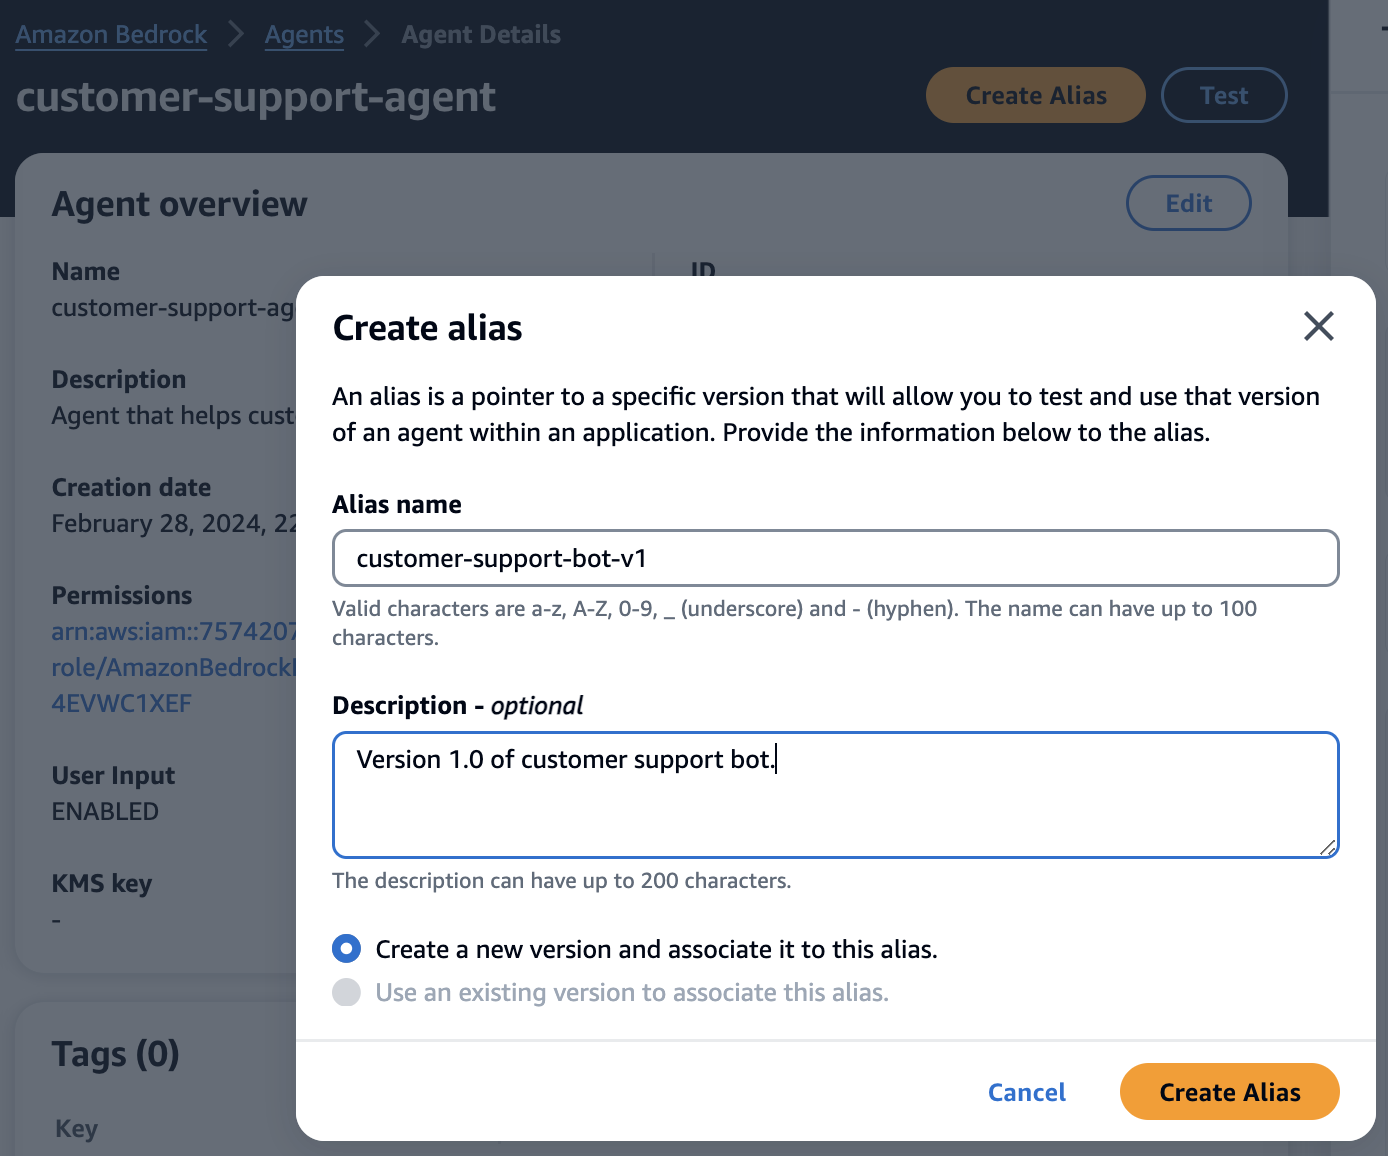 Amazon Bedrock > Agents > Agent Details
customer-support-agent
Create Alias
Test
Agent overview
Edit
Name
customer-support-ag
ID
Description
Agent that helps cust
Creation date
February 28, 2024, 22
Permissions
arn:aws:iam::7574207
role/AmazonBedrock
4EVWC1XEF
User Input
ENABLED
KMS key
-
Tags (0)
Key
Create alias
An alias is a pointer to a specific version that will allow you to test and use that version
of an agent within an application. Provide the information below to the alias.
Alias name
customer-support-bot-v1
Valid characters are a-z, A-Z, 0-9, _ (underscore) and - (hyphen). The name can have up to 100
characters.
Description - optional
Version 1.0 of customer support bot.
The description can have up to 200 characters.
Create a new version and associate it to this alias.
Use an existing version to associate this alias.
Cancel
Create Alias